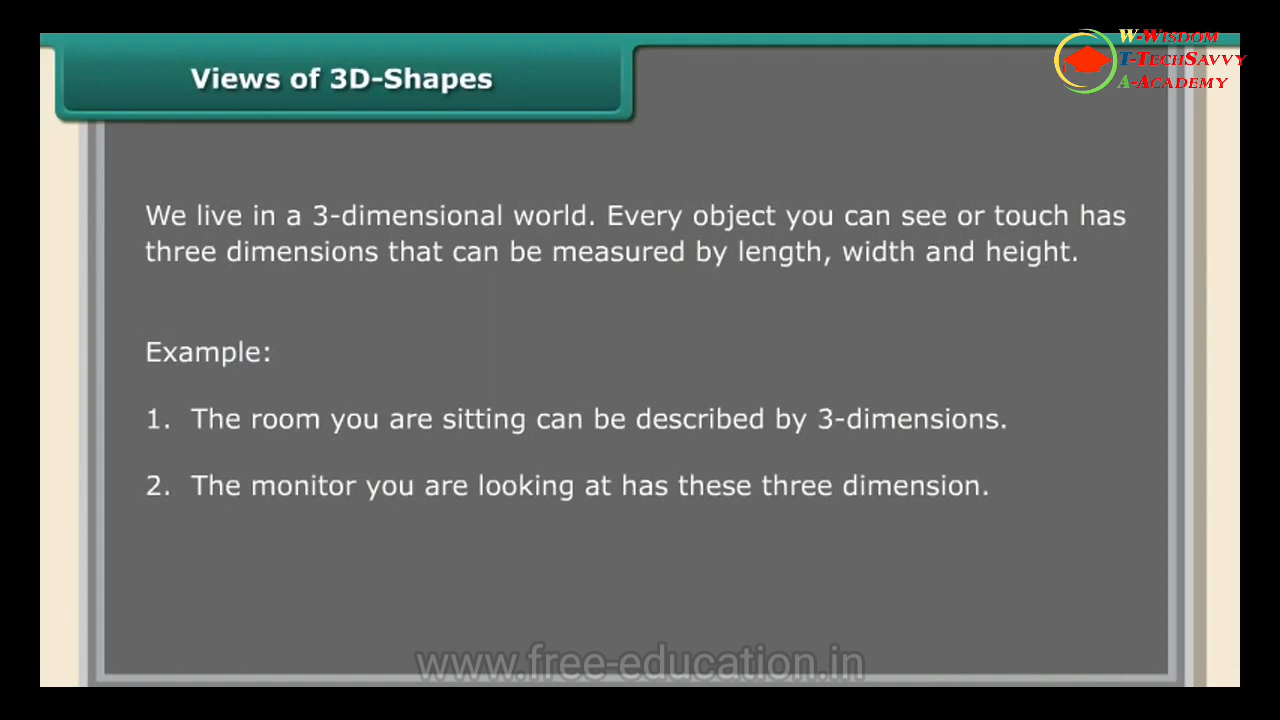 Views of 3D-Shapes
W-Wisdom
T-TechSavvy
A-Academy
We live in a 3-dimensional world. Every object you can see or touch has
three dimensions that can be measured by length, width and height.
Example:
1. The room you are sitting can be described by 3-dimensions.
2. The monitor you are looking at has these three dimension.
www.free-education.in